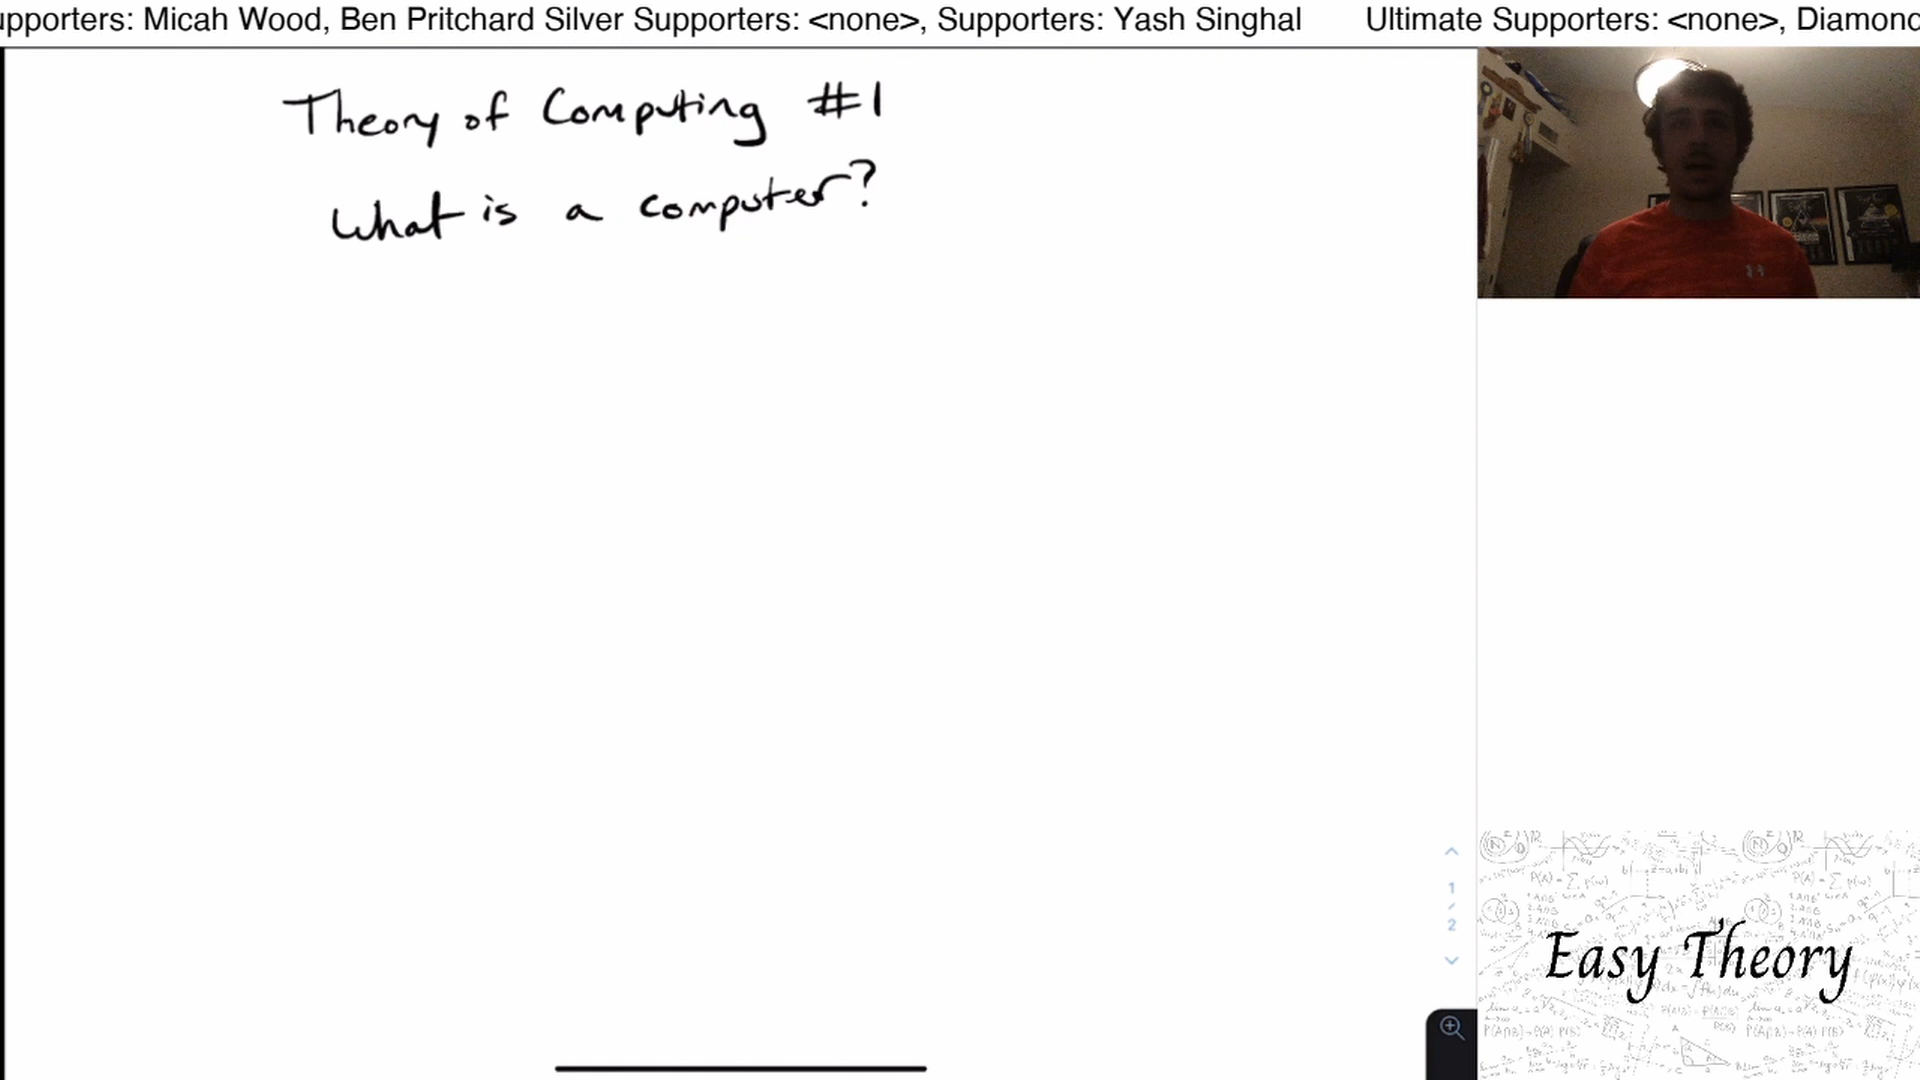 upporters: Micah Wood, Ben Pritchard Silver Supporters: <none>, Supporters: Yash Singhal Ultimate Supporters: <none>, Diamon
Theory of Computing #1
What is a computer?
1
2
Easy Theory